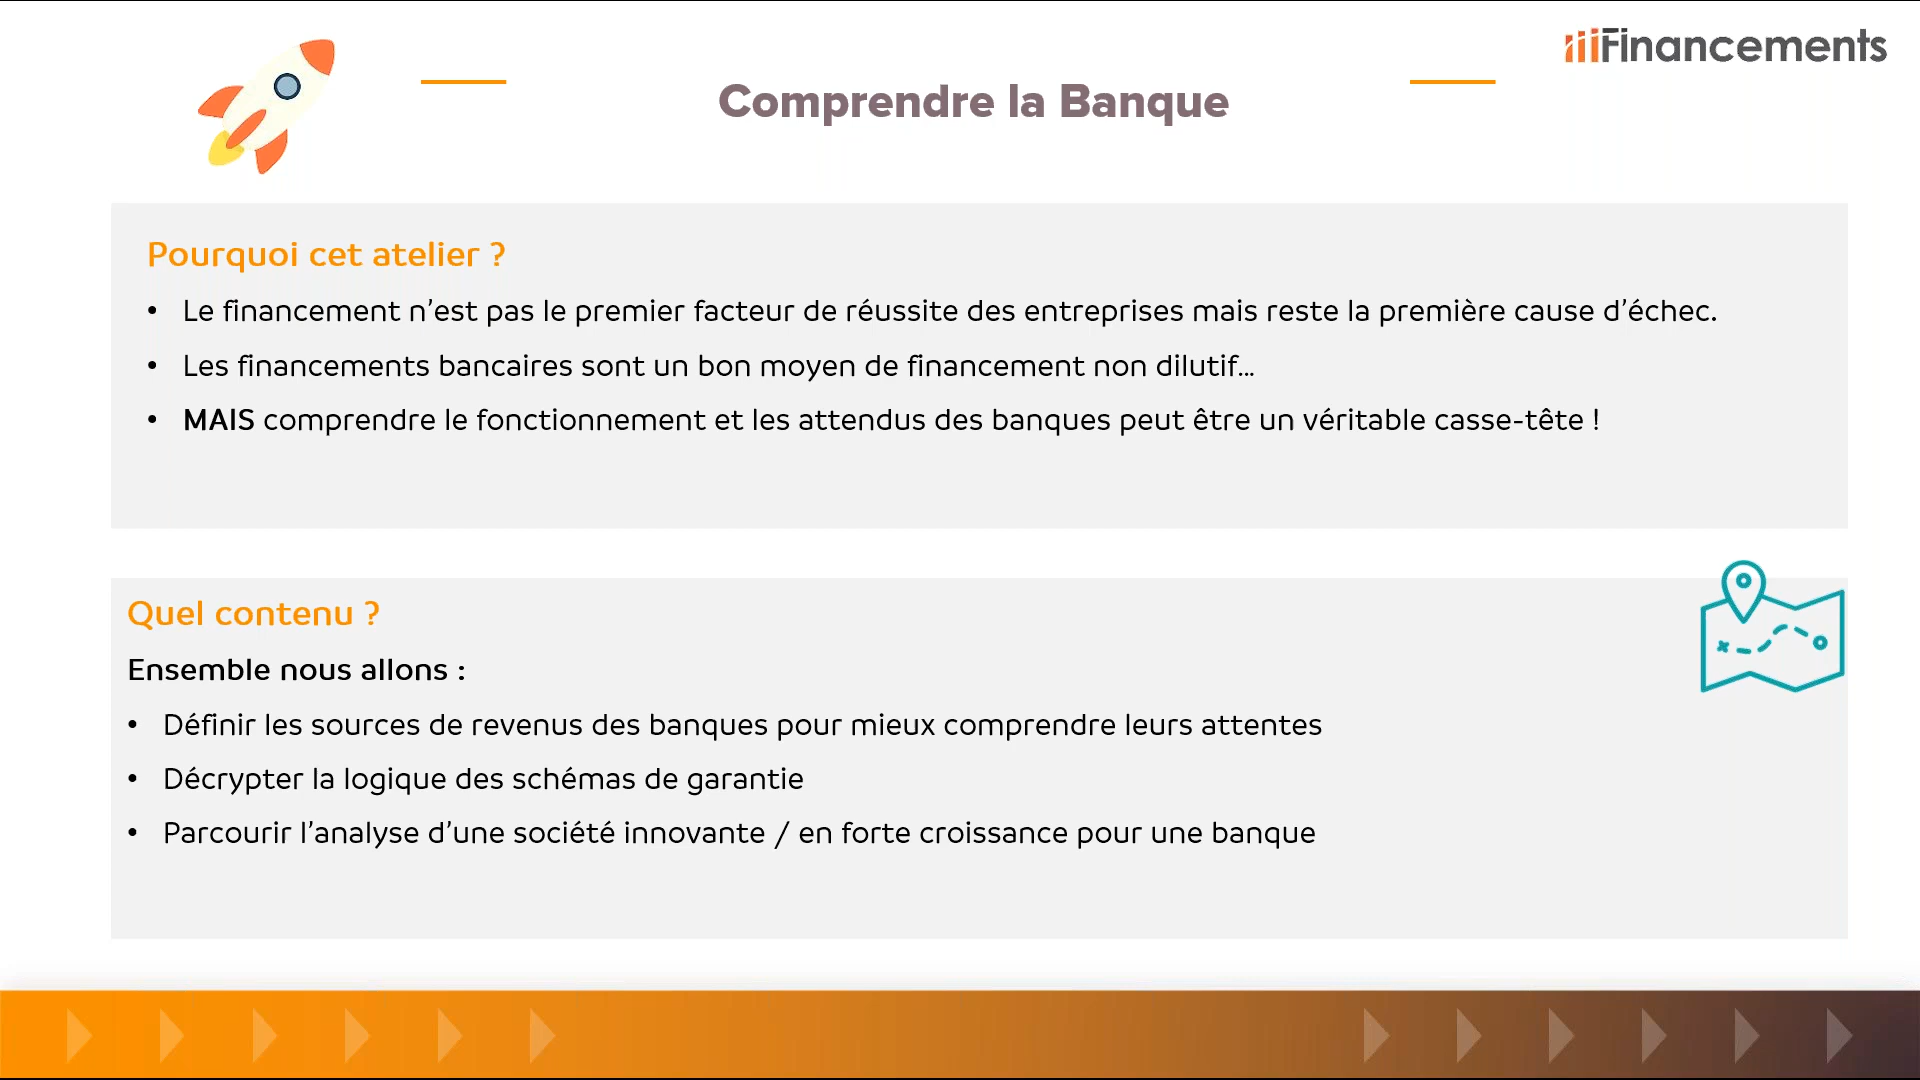 Financements
Comprendre la Banque
Pourquoi cet atelier ?
• Le financement n’est pas le premier facteur de réussite des entreprises mais reste la première cause d’échec.
• Les financements bancaires sont un bon moyen de financement non dilutif…
• MAIS comprendre le fonctionnement et les attendus des banques peut être un véritable casse-tête !
Quel contenu ?
Ensemble nous allons :
• Définir les sources de revenus des banques pour mieux comprendre leurs attentes
• Décrypter la logique des schémas de garantie
• Parcourir l’analyse d’une société innovante / en forte croissance pour une banque